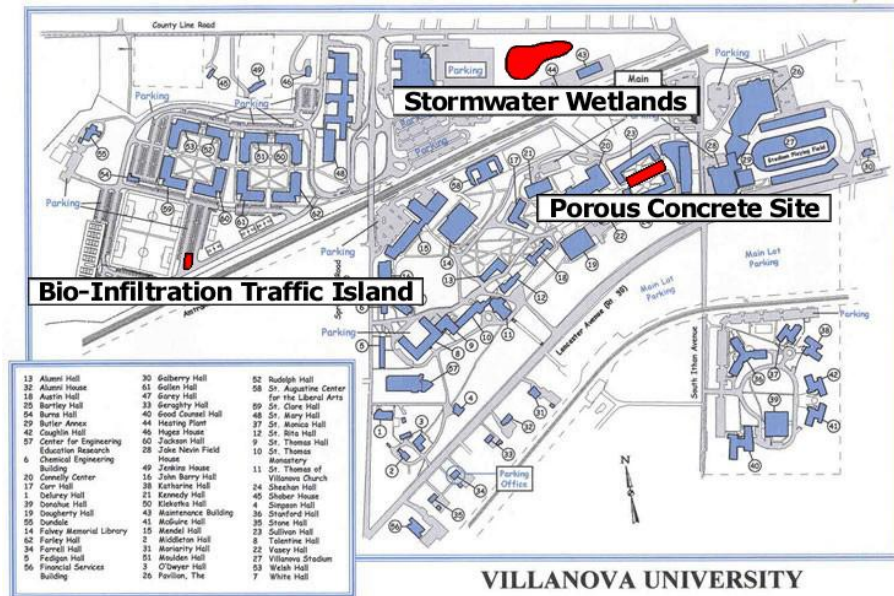 County Line Road
Parking
Main
Stormwater Wetlands
Parking
Parking
Parking
Stadium Playing Field
Parking
Porous Concrete Site
Parking
Bio-Infiltration Traffic Island
Main Lot
Parking
Main Lot
Parking
Lancaster Avenue (Rt. 30)
Parking
Parking
South Ithan Avenue
Parking
Office
N
13 Alumni Hall
32 Alumni House
18 Austin Hall
25 Bartley Hall
54 Burns Hall
29 Butler Annex
42 Caughlin Hall
57 Center for Engineering
Education Research
6 Chemical Engineering
Building
20 Connelly Center
17 Corr Hall
1 Delurey Hall
39 Donahue Hall
19 Dougherty Hall
55 Dundale
14 Falvey Memorial Library
62 Farley Hall
34 Farrell Hall
5 Fedigan Hall
56 Financial Services
Building
30 Galberry Hall
61 Gallen Hall
47 Garey Hall
33 Geraghty Hall
40 Good Counsel Hall
44 Heating Plant
46 Huges House
60 Jackson Hall
28 Jake Nevin Field
House
49 Jenkins House
16 John Barry Hall
38 Katharine Hall
21 Kennedy Hall
50 Klekotka Hall
43 Maintenance Building
41 McGuire Hall
15 Mendel Hall
2 Middleton Hall
31 Moriarity Hall
51 Moulden Hall
3 O'Dwyer Hall
26 Pavilion, The
52 Rudolph Hall
58 St. Augustine Center
for the Liberal Arts
59 St. Clare Hall
48 St. Mary Hall
37 St. Monica Hall
12 St. Rita Hall
9 St. Thomas Hall
10 St. Thomas
Monastery
11 St. Thomas of
Villanova Church
24 Sheehan Hall
45 Shober House
4 Simpson Hall
36 Stanford Hall
35 Stone Hall
23 Sullivan Hall
8 Tolentine Hall
22 Vasey Hall
27 Villanova Stadium
53 Welsh Hall
7 White Hall
VILLANOVA UNIVERSITY